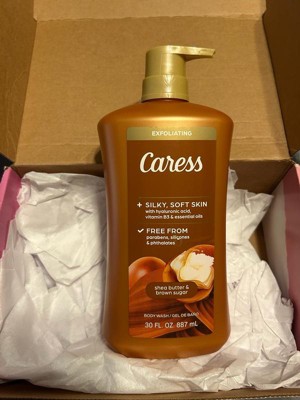 EXFOLIATING
Caress
+ SILKY, SOFT SKIN
with hyaluronic acid,
vitamin B3 & essential oils
✓ FREE FROM
parabens, silicones
& phthalates
shea butter &
brown sugar
BODY WASH / GEL DE BAÑO
30 FL. OZ. 887 mL